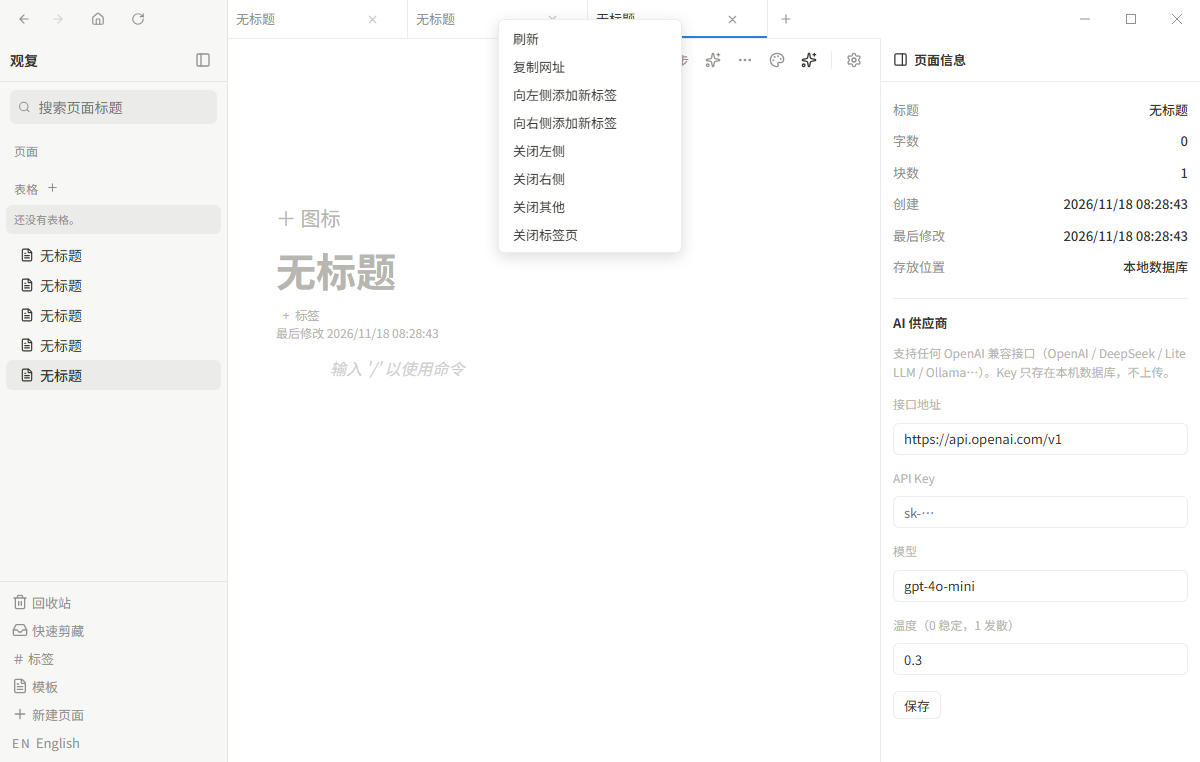 无标题
无标题
无标题
观复
搜索页面标题
页面
表格
还没有表格。
无标题
无标题
无标题
无标题
无标题
回收站
快速剪藏
# 标签
模板
新建页面
EN English
刷新
复制网址
向左侧添加新标签
向右侧添加新标签
关闭左侧
关闭右侧
关闭其他
关闭标签页
图标
无标题
+ 标签
最后修改 2026/11/18 08:28:43
输入 '/' 以使用命令
页面信息
标题 无标题
字数 0
块数 1
创建 2026/11/18 08:28:43
最后修改 2026/11/18 08:28:43
存放位置 本地数据库
AI 供应商
支持任何 OpenAI 兼容接口（OpenAI / DeepSeek / Lite
LLM / Ollama…）。Key 只存在本机数据库，不上传。
接口地址
https://api.openai.com/v1
API Key
sk-…
模型
gpt-4o-mini
温度（0 稳定，1 发散）
0.3
保存